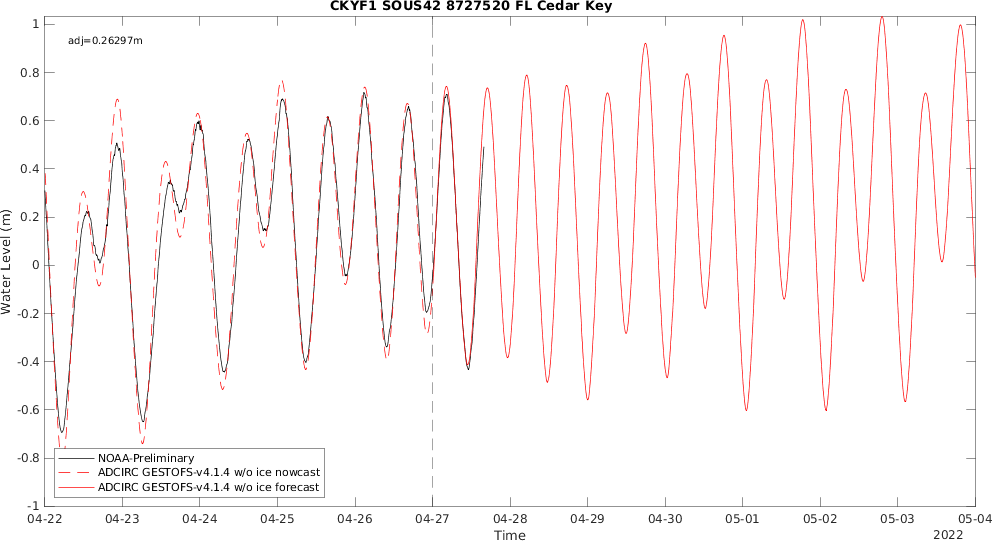 CKYF1 SOUS42 8727520 FL Cedar Key
adj=0.26297m
1
0.8
0.6
0.4
0.2
0
-0.2
-0.4
-0.6
-0.8
-1
Water Level (m)
NOAA-Preliminary
ADCIRC GESTOFS-v4.1.4 w/o ice nowcast
ADCIRC GESTOFS-v4.1.4 w/o ice forecast
04-22 04-23 04-24 04-25 04-26 04-27 04-28 04-29 04-30 05-01 05-02 05-03 05-04
Time
2022